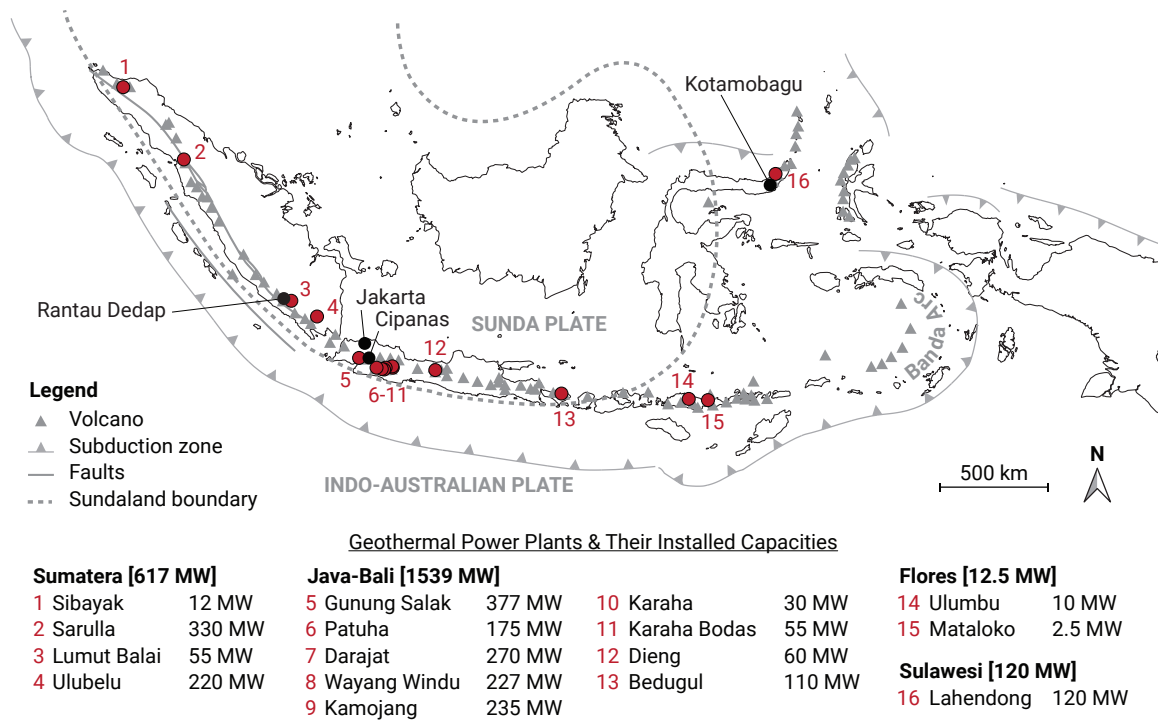 Kotamobagu
1
2
16
Rantau Dedap
3
4
Jakarta
Cipanas
SUNDA PLATE
Banda Arc
12
5
6-11
13
14
15
INDO-AUSTRALIAN PLATE
500 km
N
Legend
Volcano
Subduction zone
Faults
Sundaland boundary
Geothermal Power Plants & Their Installed Capacities
Sumatera [617 MW]
1 Sibayak 12 MW
2 Sarulla 330 MW
3 Lumut Balai 55 MW
4 Ulubelu 220 MW
Java-Bali [1539 MW]
5 Gunung Salak 377 MW
6 Patuha 175 MW
7 Darajat 270 MW
8 Wayang Windu 227 MW
9 Kamojang 235 MW
10 Karaha 30 MW
11 Karaha Bodas 55 MW
12 Dieng 60 MW
13 Bedugul 110 MW
Flores [12.5 MW]
14 Ulumbu 10 MW
15 Mataloko 2.5 MW
Sulawesi [120 MW]
16 Lahendong 120 MW